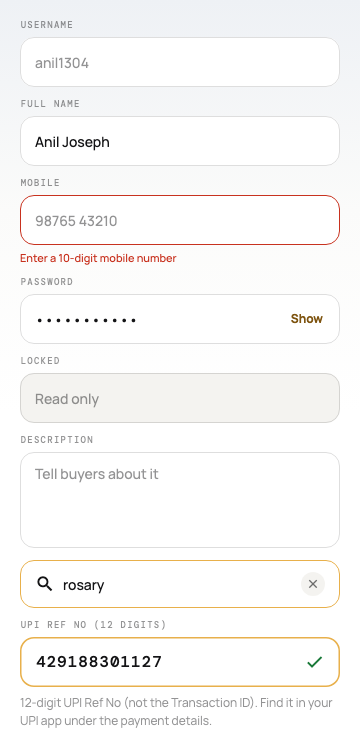 USERNAME
anil1304
FULL NAME
Anil Joseph
MOBILE
98765 43210
Enter a 10-digit mobile number
PASSWORD
•••••••••••
Show
LOCKED
Read only
DESCRIPTION
Tell buyers about it
rosary
UPI REF NO (12 DIGITS)
429188301127
12-digit UPI Ref No (not the Transaction ID). Find it in your
UPI app under the payment details.